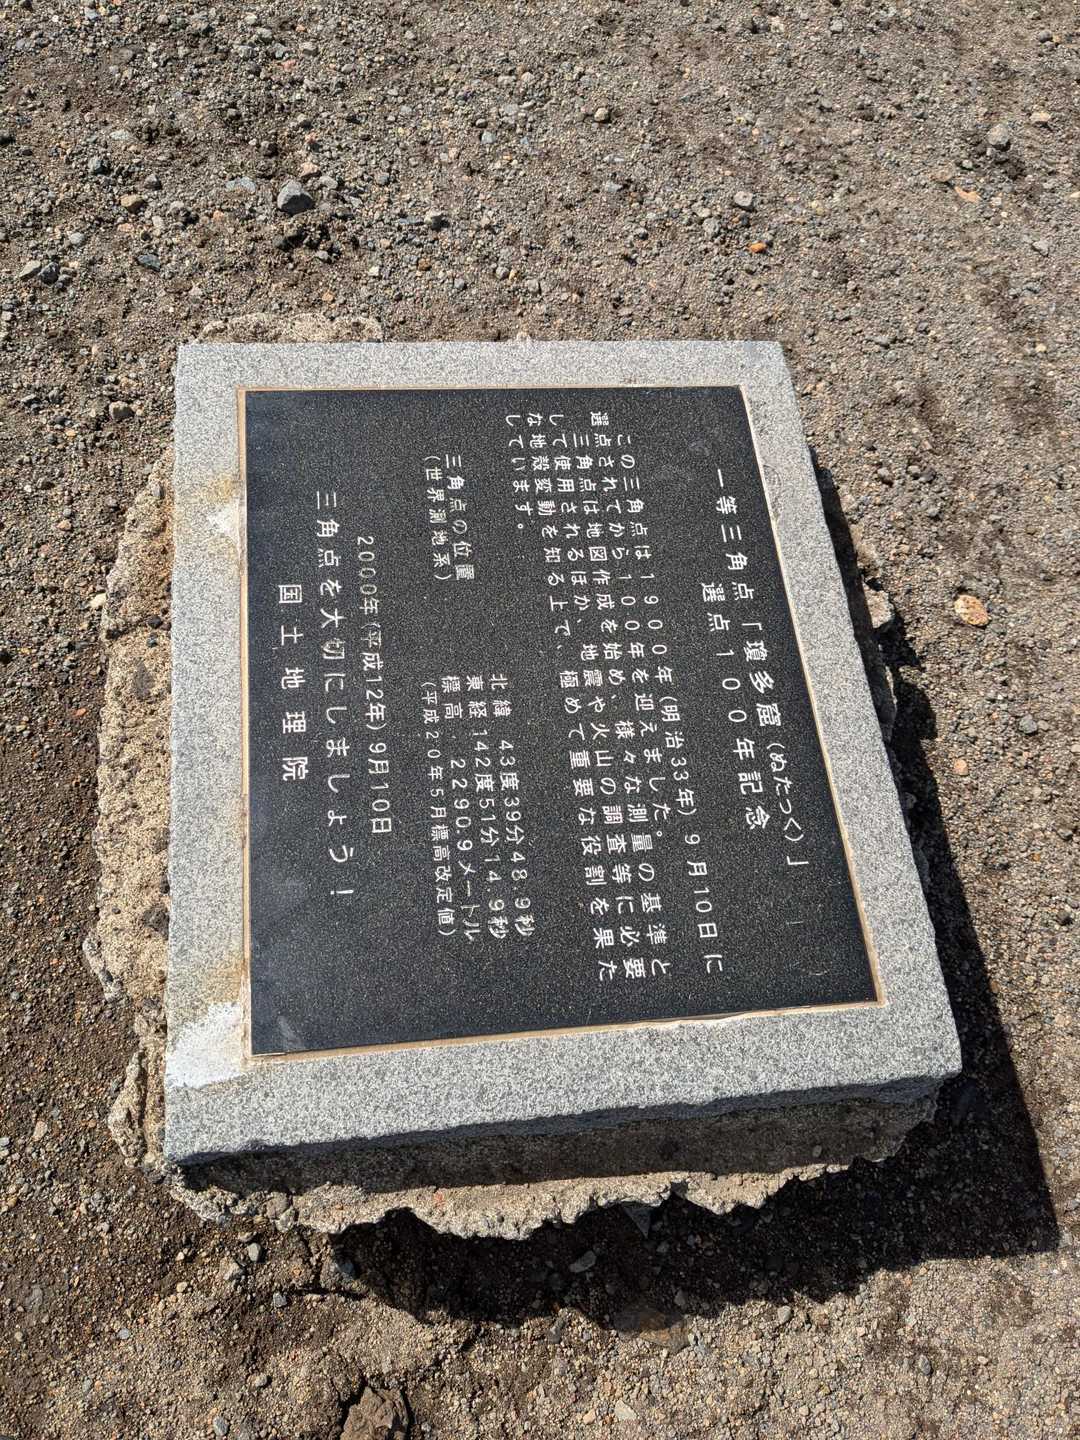 一等三角点「瓊多窟(ぬたっく)」
選点100年記念
この三角点は1900年(明治33年)9月10日に
選点されてから100年を迎えました。
三角点は地図作成を始め、様々な測量の基準と
して使用されるほか、地震や火山の調査等に必要
な地殻変動を知る上で、極めて重要な役割を果た
しています。
三角点の位置
(世界測地系)
北緯 43度39分48.9秒
東経 142度51分14.9秒
標高 2290.9メートル
(平成20年5月標高改定値)
2000年(平成12年)9月10日
三角点を大切にしましょう!
国土地理院